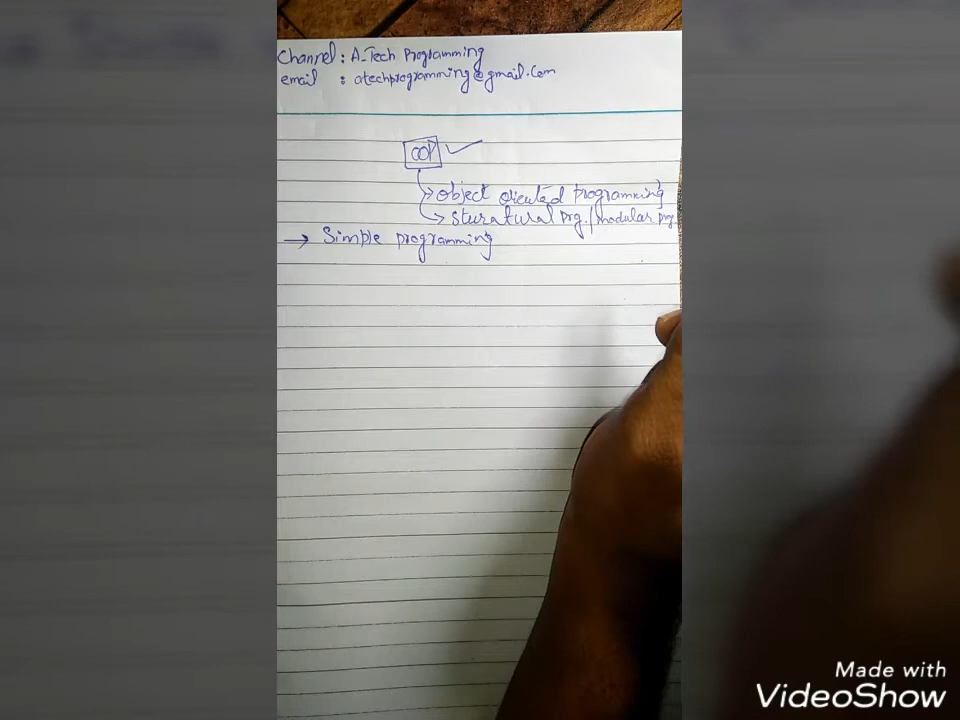 Channel : A-Tech Programming
email : atechprogramming@gmail.com
OOP
object oriented programming
sturatural prg./modular prg.
→ Simple programming
Made with
VideoShow